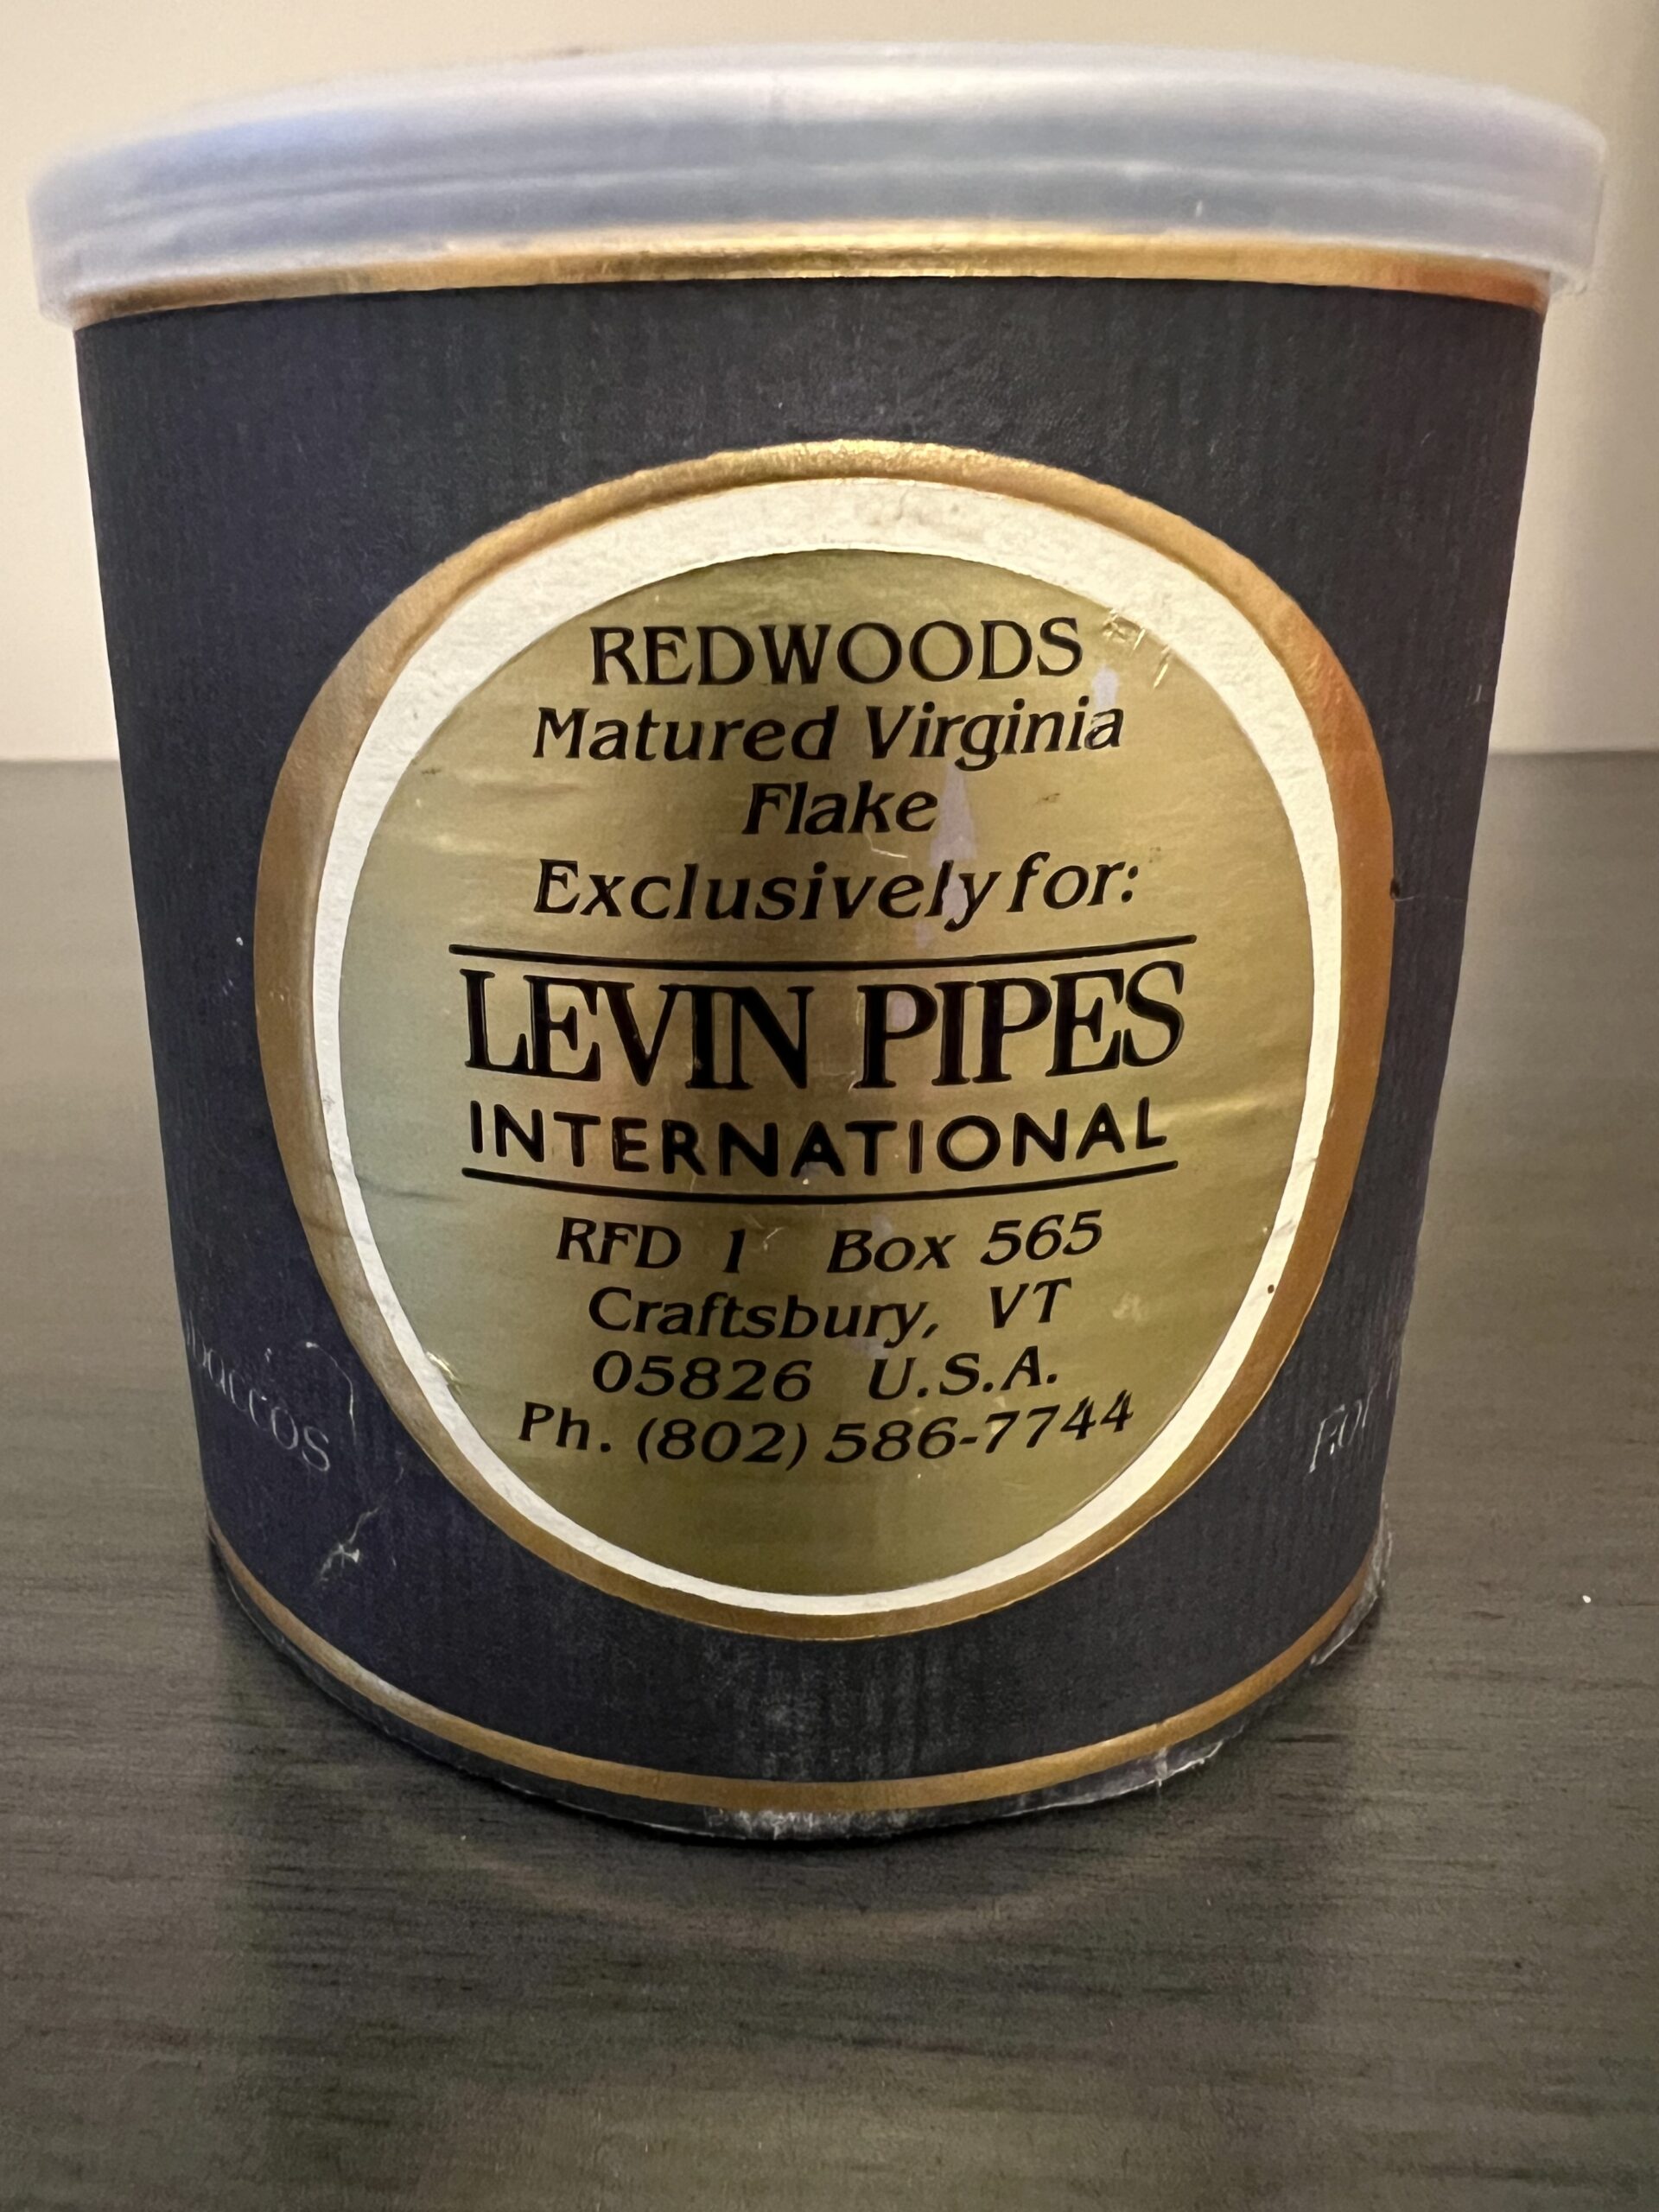 REDWOODS
Matured Virginia
Flake
Exclusively for:
LEVIN PIPES
INTERNATIONAL
RFD 1 Box 565
Craftsbury, VT
05826 U.S.A.
Ph. (802) 586-7744